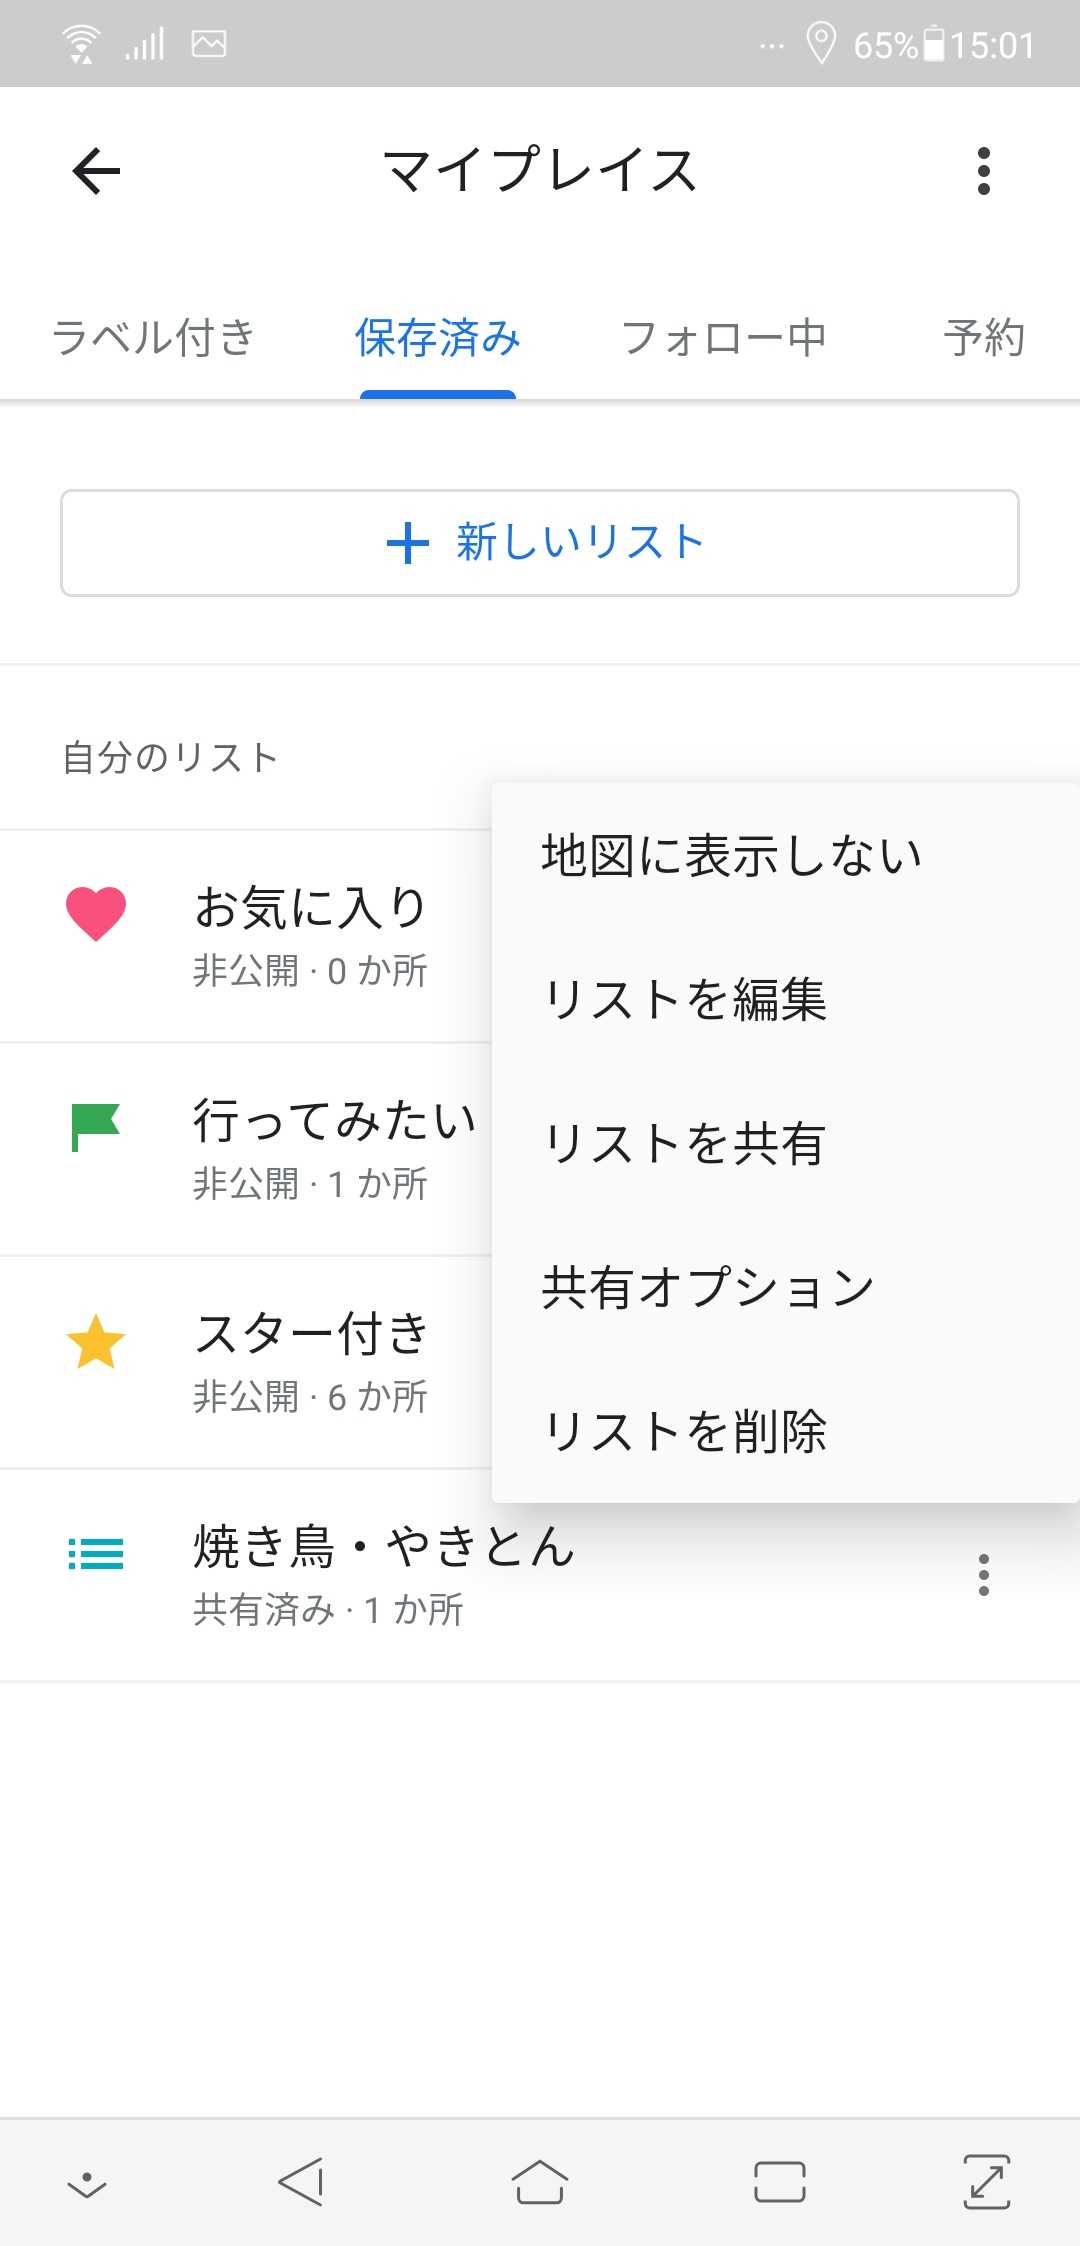 65% 15:01
マイプレイス
ラベル付き 保存済み フォロー中 予約
新しいリスト
自分のリスト
お気に入り
非公開 · 0 か所
行ってみたい
非公開 · 1 か所
スター付き
非公開 · 6 か所
焼き鳥・やきとん
共有済み · 1 か所
地図に表示しない
リストを編集
リストを共有
共有オプション
リストを削除